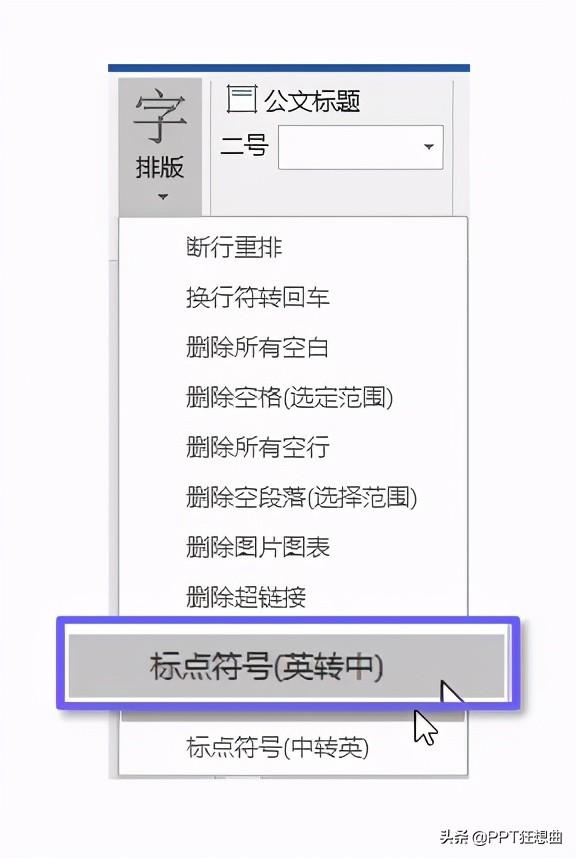 字
排版
公文标题
二号
断行重排
换行符转回车
删除所有空白
删除空格(选定范围)
删除所有空行
删除空段落(选择范围)
删除图片图表
删除超链接
标点符号(英转中)
标点符号(中转英)
头条 @PPT狂想曲